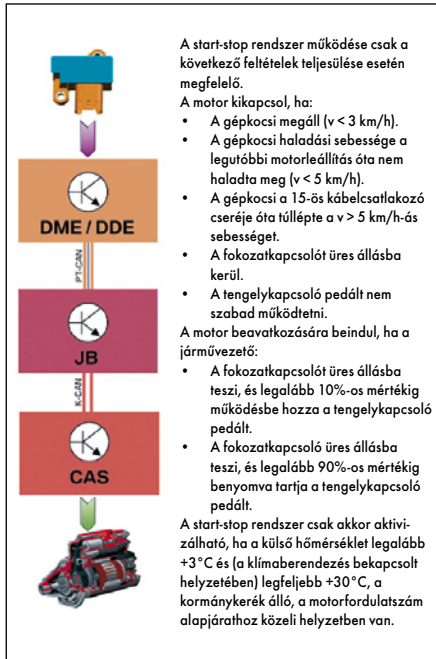 DME / DDE
PT-CAN
JB
K-CAN
CAS
A start-stop rendszer működése csak a
következő feltételek teljesülése esetén
megfelelő.
A motor kikapcsol, ha:
• A gépkocsi megáll (v < 3 km/h).
• A gépkocsi haladási sebessége a
legutóbbi motorleállítás óta nem
haladta meg (v < 5 km/h).
• A gépkocsi a 15-ös kábelcsatlakozó
cseréje óta túllépte a v > 5 km/h-ás
sebességet.
• A fokozatkapcsolót üres állásba
kerül.
• A tengelykapcsoló pedált nem
szabad működtetni.
A motor beavatkozására beindul, ha a
járművezető:
• A fokozatkapcsolót üres állásba
teszi, és legalább 10%-os mértékig
működésbe hozza a tengelykapcsoló
pedált.
• A fokozatkapcsoló üres állásba
teszi, és legalább 90%-os mértékig
benyomva tartja a tengelykapcsoló
pedált.
A start-stop rendszer csak akkor aktivi-
zálható, ha a külső hőmérséklet legalább
+3°C és (a klímaberendezés bekapcsolt
helyzetében) legfeljebb +30°C, a
kormánykerék álló, a motorfordulatszám
alapjárathoz közeli helyzetben van.